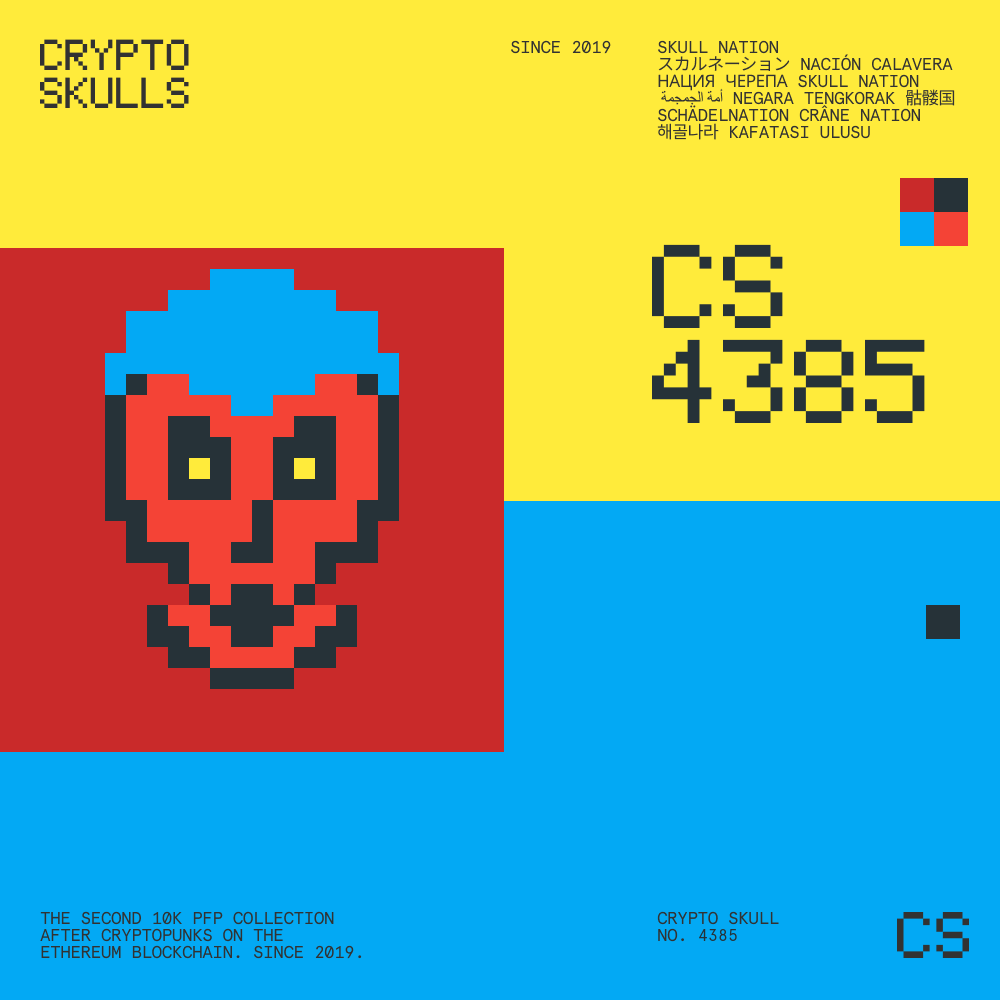 CRYPTO
SKULLS
SINCE 2019
SKULL NATION
スカルネーション NACIÓN CALAVERA
НАЦИЯ ЧЕРЕПА SKULL NATION
أمة الجمجمة NEGARA TENGKORAK 骷髅国
SCHÄDELNATION CRÂNE NATION
해골나라 KAFATASI ULUSU
CS
4385
THE SECOND 10K PFP COLLECTION
AFTER CRYPTOPUNKS ON THE
ETHEREUM BLOCKCHAIN. SINCE 2019.
CRYPTO SKULL
NO. 4385
CS